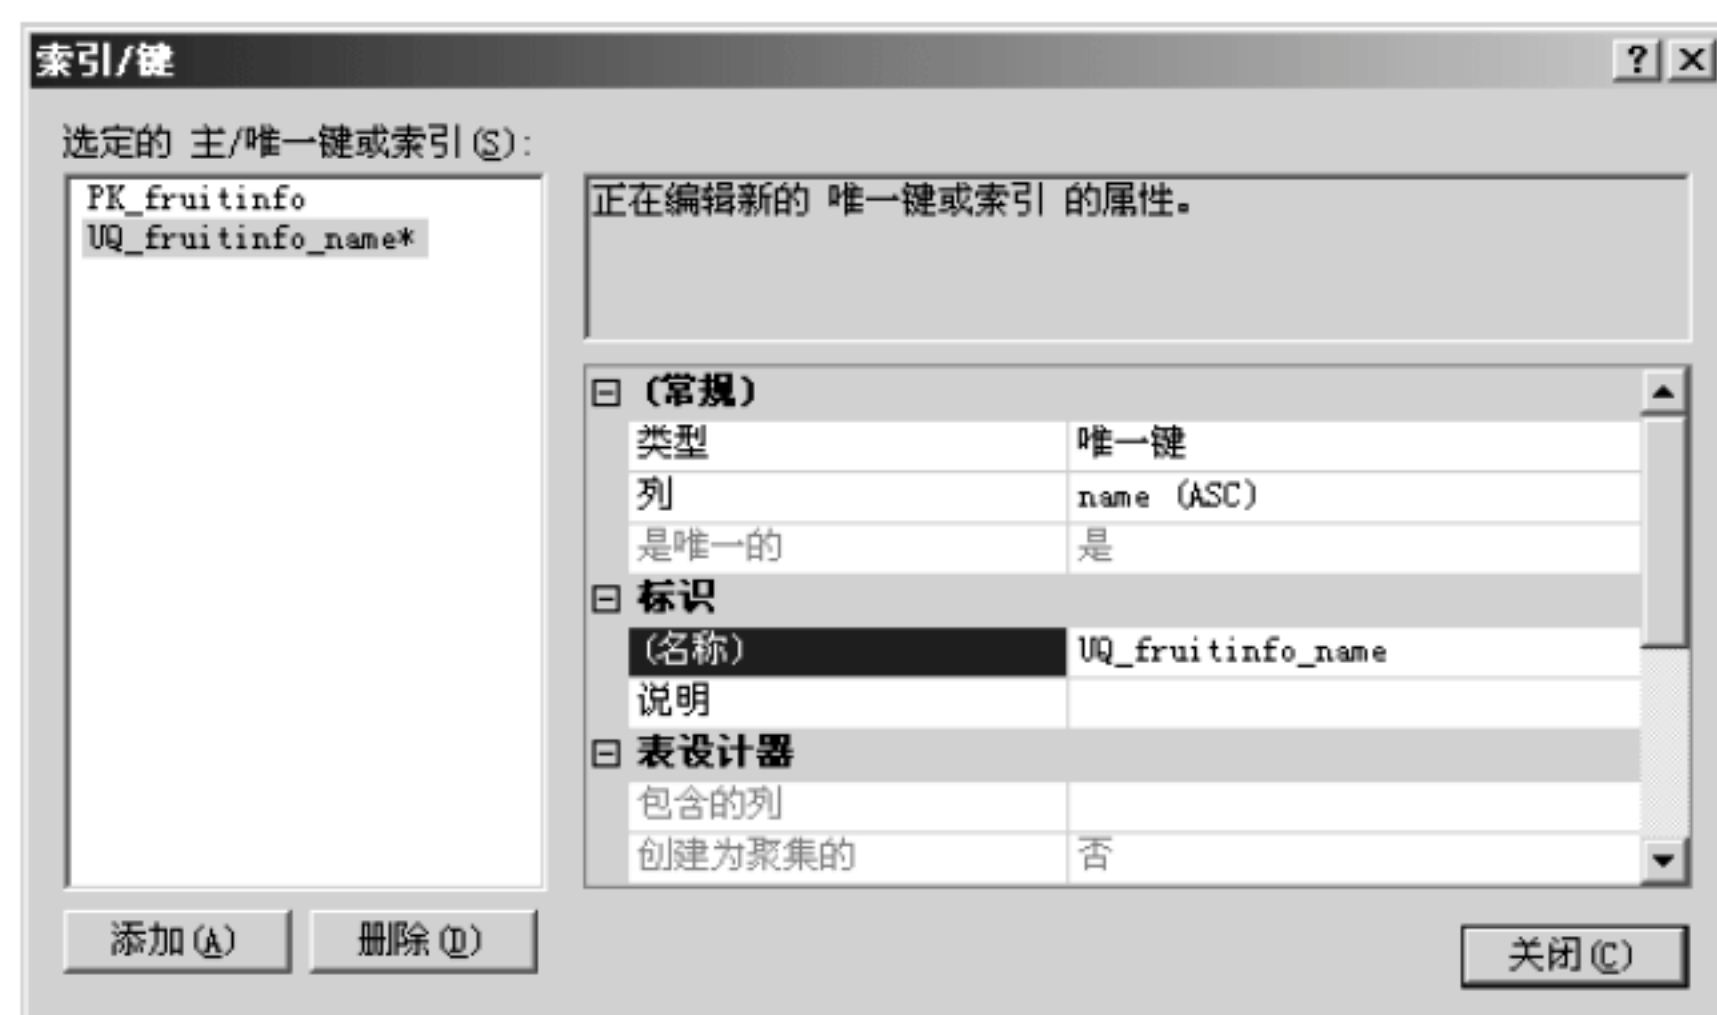 索引/键
选定的 主/唯一键或索引(S):
PK_fruitinfo
UQ_fruitinfo_name*
正在编辑新的 唯一键或索引 的属性。
(常规)
类型 唯一键
列 name (ASC)
是唯一的 是
标识
(名称) UQ_fruitinfo_name
说明
表设计器
包含的列
创建为聚集的 否
添加(A) 删除(D)
关闭(C)